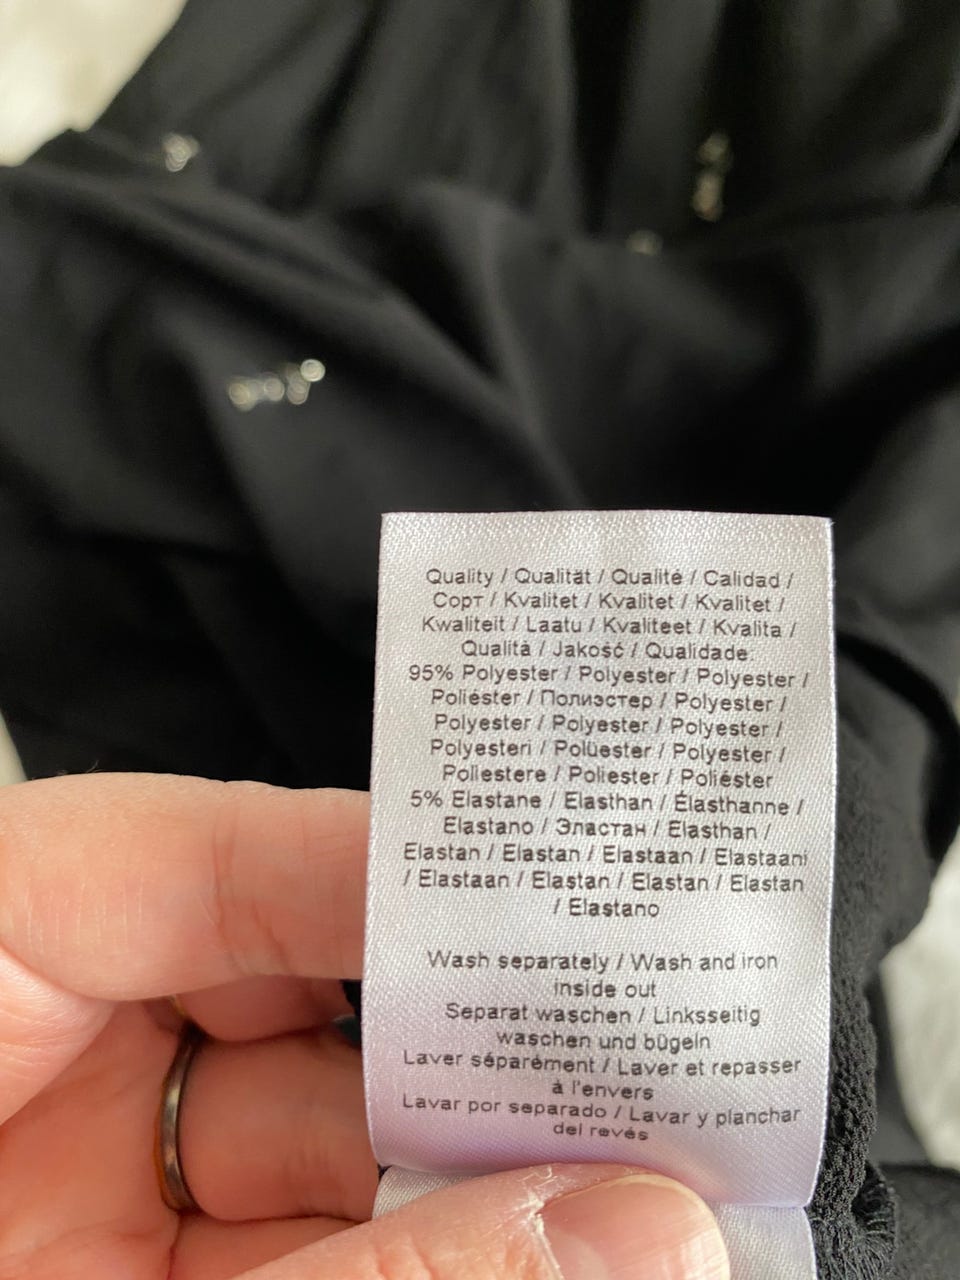 Quality / Qualität / Qualité / Calidad /
Сорт / Kvalitet / Kvalitet / Kvalitet /
Kwaliteit / Laatu / Kvaliteet / Kvalita /
Qualità / Jakość / Qualidade:
95% Polyester / Polyester / Polyester /
Poliéster / Полиэстер / Polyester /
Polyester / Polyester / Polyester /
Polyesteri / Polüester / Polyester /
Poliestere / Poliester / Poliéster
5% Elastane / Elasthan / Élasthanne /
Elastano / Эластан / Elasthan /
Elastan / Elastan / Elastaan / Elastaani
/ Elastaan / Elastan / Elastan / Elastan
/ Elastano
Wash separately / Wash and iron
inside out
Separat waschen / Linksseitig
waschen und bügeln
Laver séparément / Laver et repasser
à l'envers
Lavar por separado / Lavar y planchar
del revés